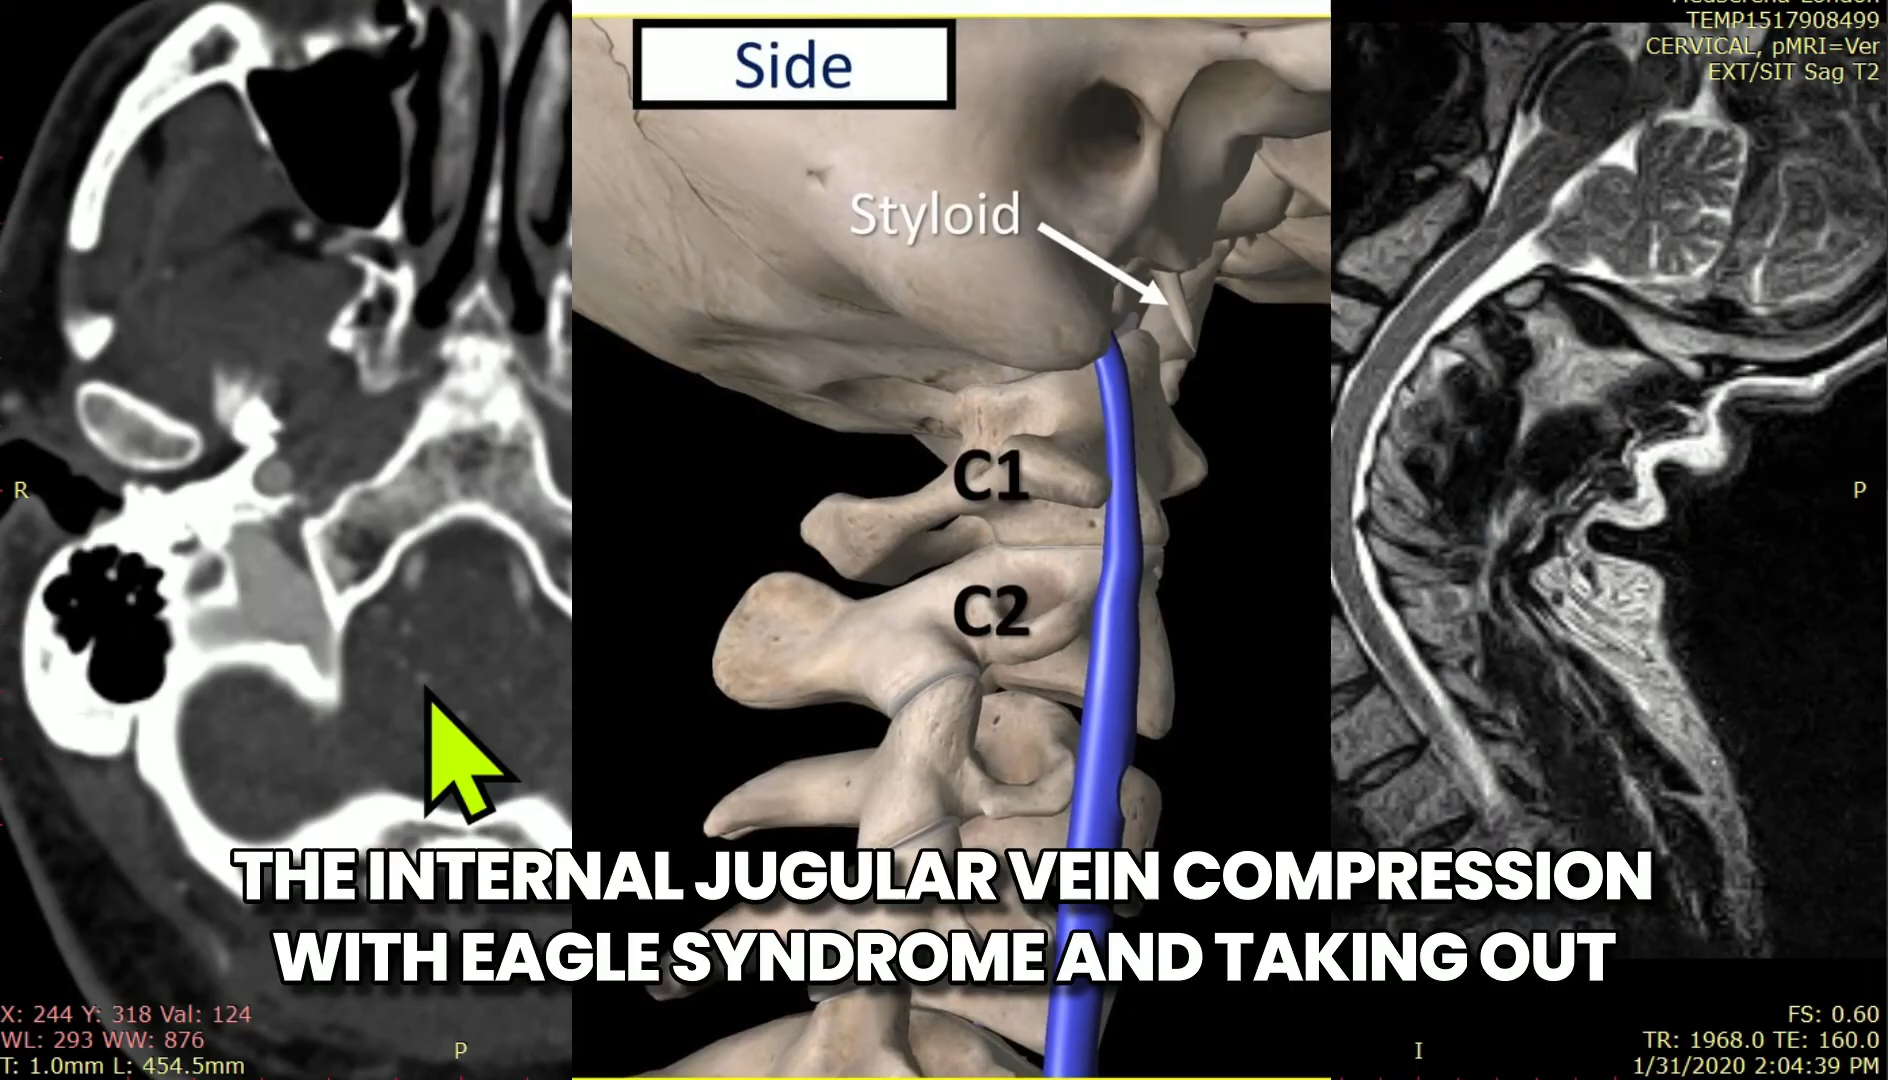 TEMP1517908499
CERVICAL, pMRI=Ver
EXT/SIT Sag T2
Side
Styloid
C1
R
P
C2
THE INTERNAL JUGULAR VEIN COMPRESSION
WITH EAGLE SYNDROME AND TAKING OUT
X: 244 Y: 318 Val: 124
WL: 293 WW: 876
T: 1.0mm L: 454.5mm
P
I
FS: 0.60
TR: 1968.0 TE: 160.0
1/31/2020 2:04:39 PM